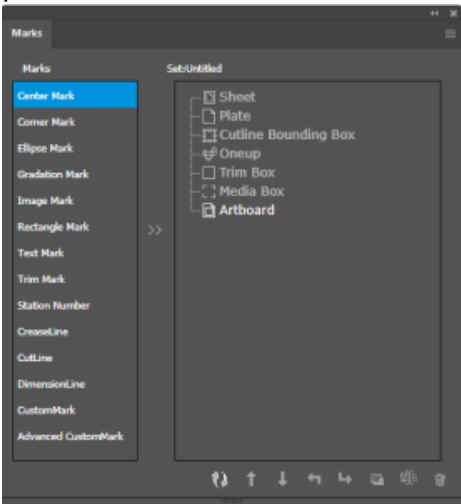 Marks
Marks
Set:Untitled
Center Mark
Corner Mark
Ellipse Mark
Gradation Mark
Image Mark
Rectangle Mark
Text Mark
Trim Mark
Station Number
CreaseLine
CutLine
DimensionLine
CustomMark
Advanced CustomMark
Sheet
Plate
Cutline Bounding Box
Oneup
Trim Box
Media Box
Artboard